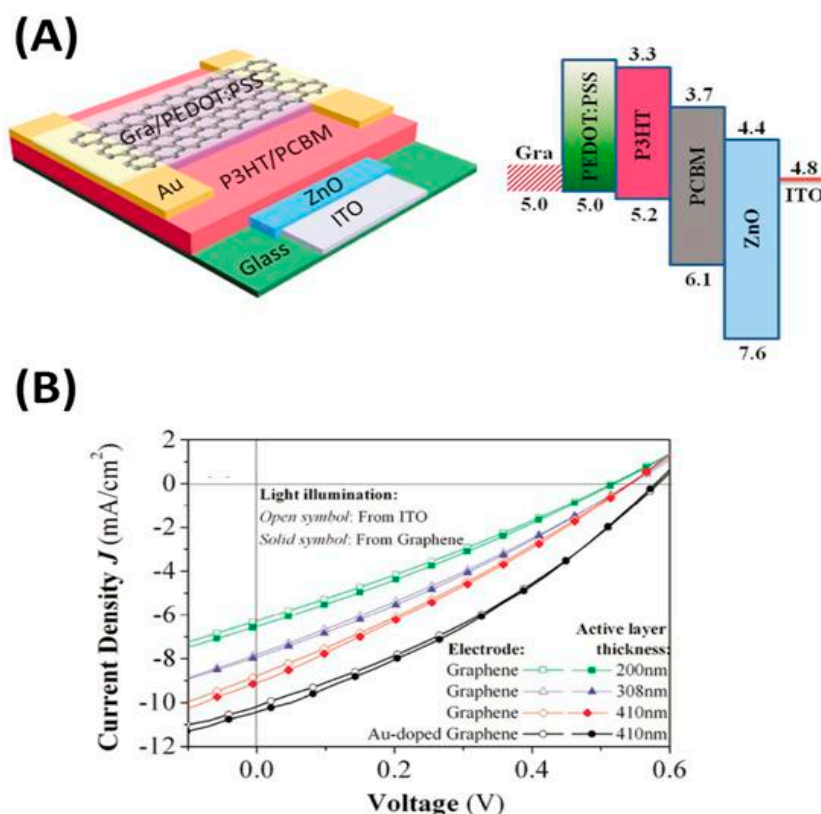 (A)
Gra/PEDOT:PSS
P3HT/PCBM
Au
ZnO
ITO
Glass
3.3
3.7
4.4
4.8
ITO
Gra
PEDOT:PSS
P3HT
PCBM
ZnO
5.0
5.0
5.2
6.1
7.6
(B)
Current Density J (mA/cm²)
2
0
-2
-4
-6
-8
-10
-12
Light illumination:
Open symbol: From ITO
Solid symbol: From Graphene
Electrode: Active layer thickness:
Graphene 200nm
Graphene 308nm
Graphene 410nm
Au-doped Graphene 410nm
0.0 0.2 0.4 0.6
Voltage (V)